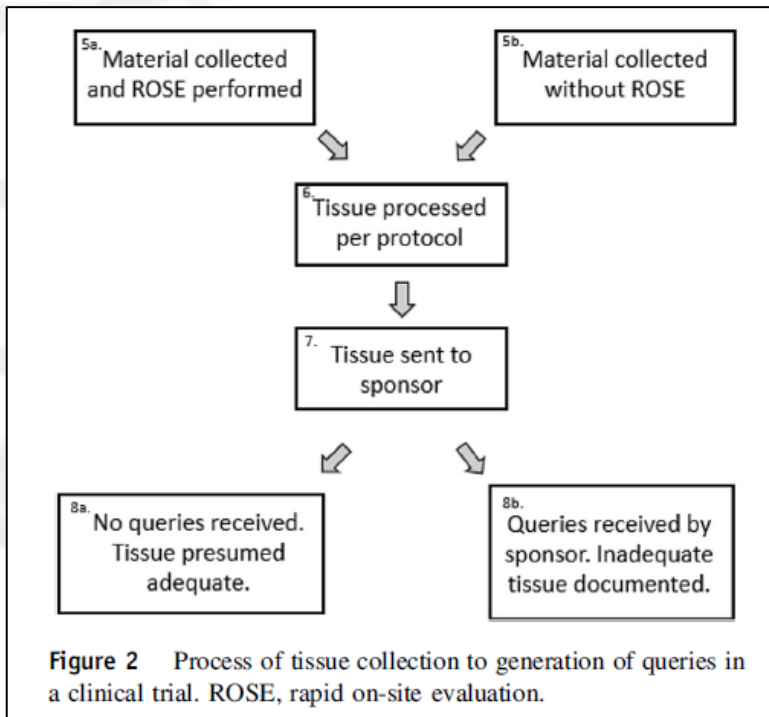 5a.
Material collected
and ROSE performed
5b.
Material collected
without ROSE
6.
Tissue processed
per protocol
7.
Tissue sent to
sponsor
8a.
No queries received.
Tissue presumed
adequate.
8b.
Queries received by
sponsor. Inadequate
tissue documented.
Figure 2 Process of tissue collection to generation of queries in
a clinical trial. ROSE, rapid on-site evaluation.